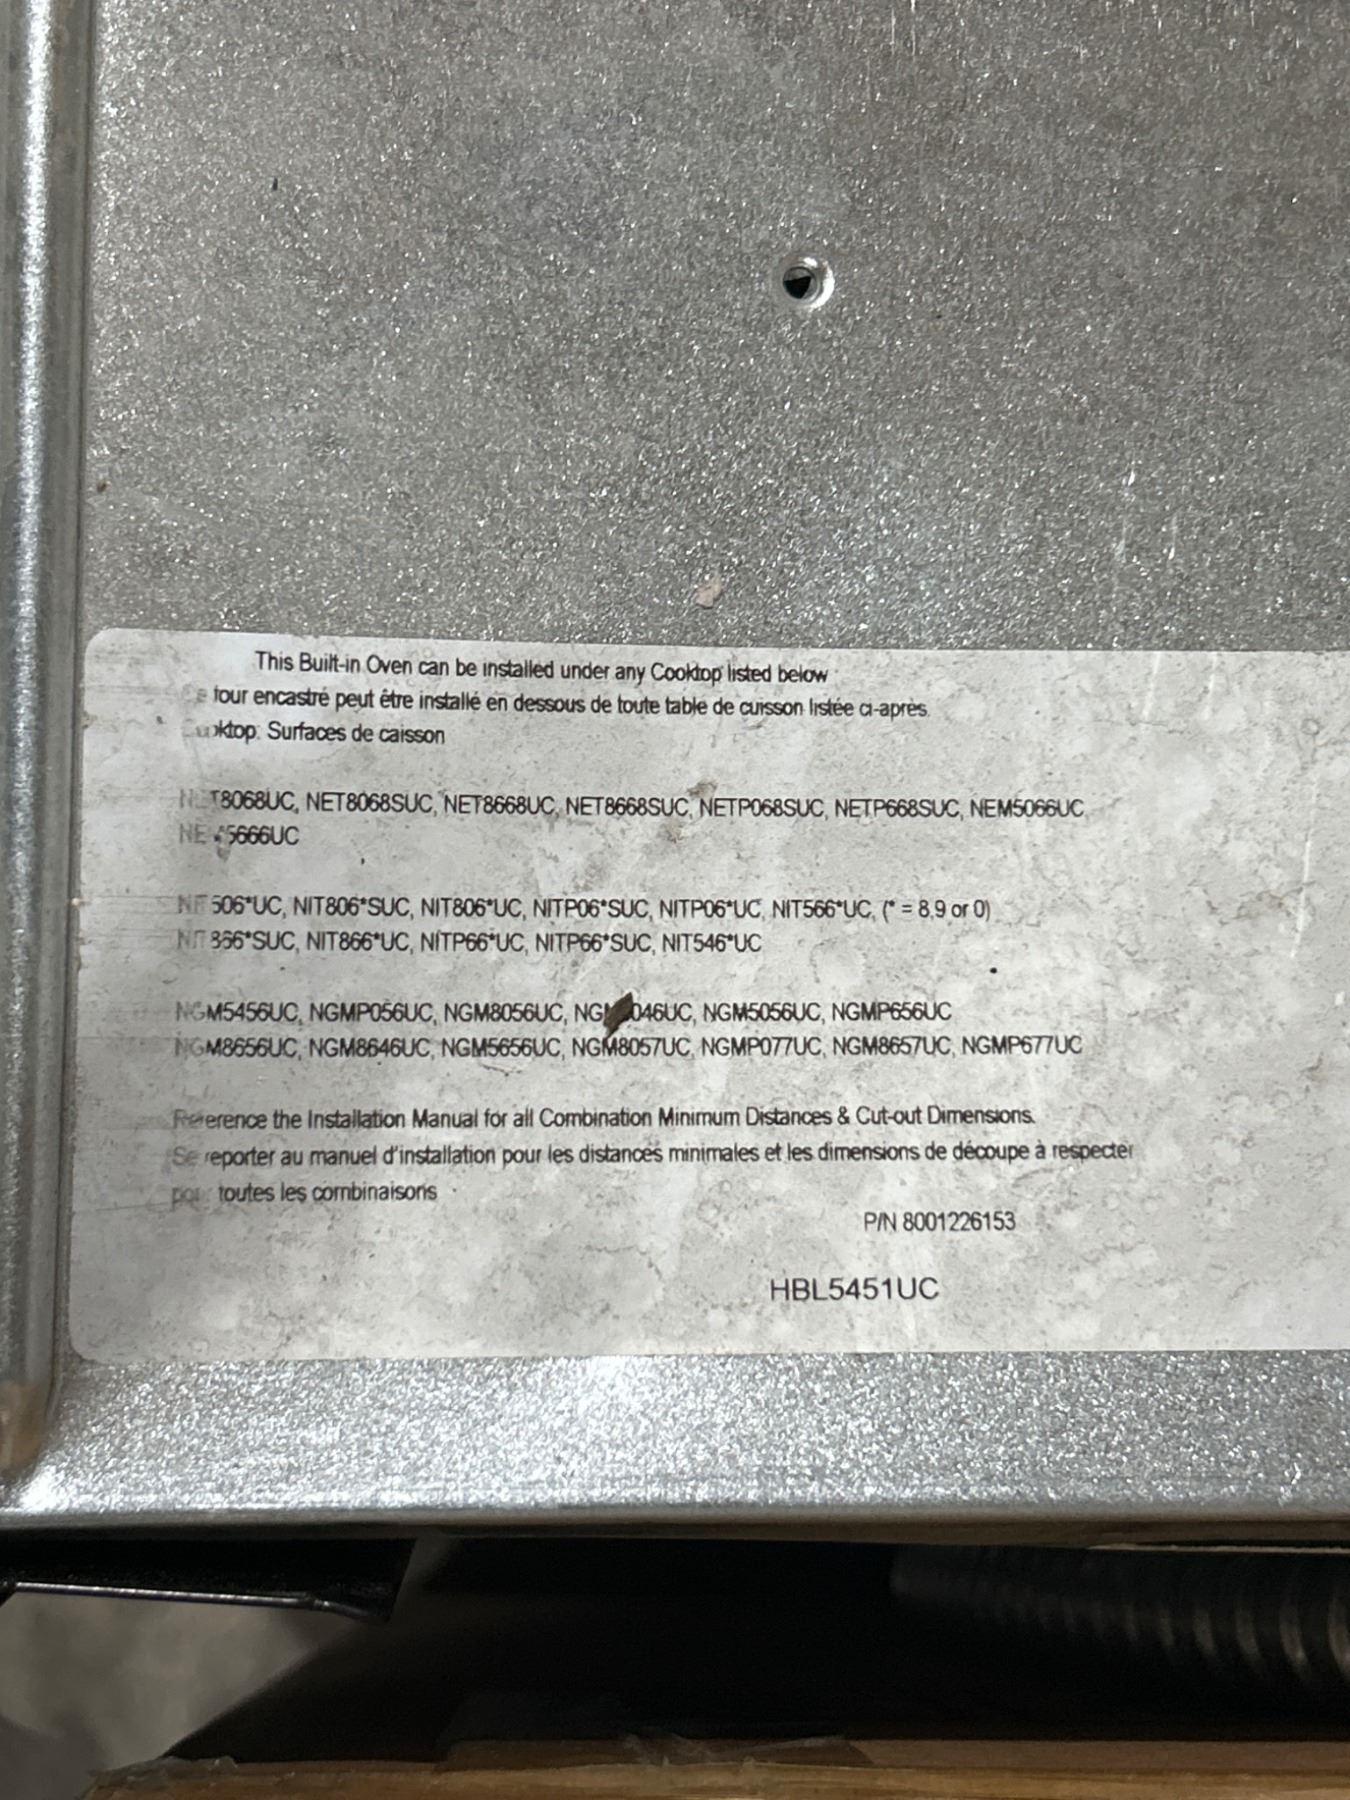 This Built-in Oven can be installed under any Cooktop listed below
four encastré peut être installé en dessous de toute table de cuisson listée ci-après.
Surfaces de caisson
NET8068SUC, NET8668UC, NET8668SUC, NETP068SUC, NETP668SUC, NEM5066UC
NIT806*SUC, NIT806*UC, NITP06*SUC, NITP06*UC, NIT566*UC, (* = 8,9 or 0)
NIT866*UC, NITP66*UC, NITP66*SUC, NIT546*UC
NGM5456UC, NGMP056UC, NGM8056UC, NGM5056UC, NGMP656UC
NGM8656UC, NGM8646UC, NGM5656UC, NGM8057UC, NGMP077UC, NGM8657UC, NGMP677UC
Reference the Installation Manual for all Combination Minimum Distances & Cut-out Dimensions.
Se reporter au manuel d'installation pour les distances minimales et les dimensions de découpe à respecter
toutes les combinaisons
P/N 8001226153
HBL5451UC